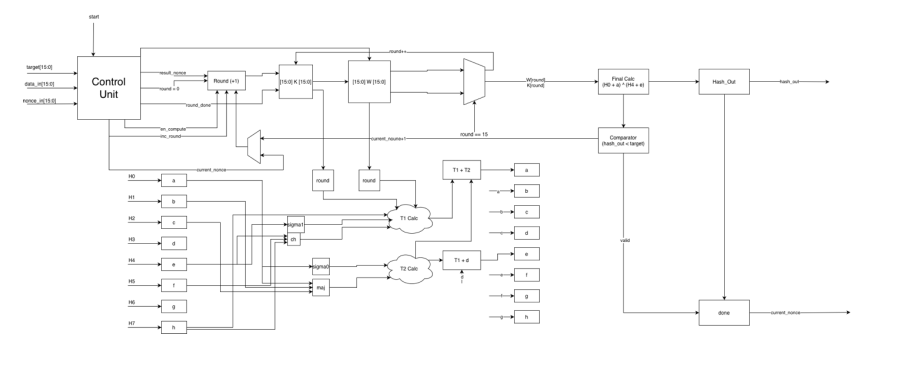 start
target[15:0]
data_in[15:0]
nonce_in[15:0]
Control
Unit
result_nonce
round = 0
round_done
en_compute
inc_round
current_nonce
Round (+1)
[15:0] K [15:0]
[15:0] W [15:0]
round++
round == 15
current_nouns+1
W[round]
K[round]
Final Calc
(H0 + a) ^ (H4 + e)
Hash_Out
hash_out
Comparator
(hash_out < target)
valid
done
current_nonce
round
round
H0
a
H1
b
H2
c
H3
d
H4
e
H5
f
H6
g
H7
h
sigma1
ch
sigma0
maj
T1 Calc
T2 Calc
T1 + T2
T1 + d
d
a
b
c
d
e
f
g
h